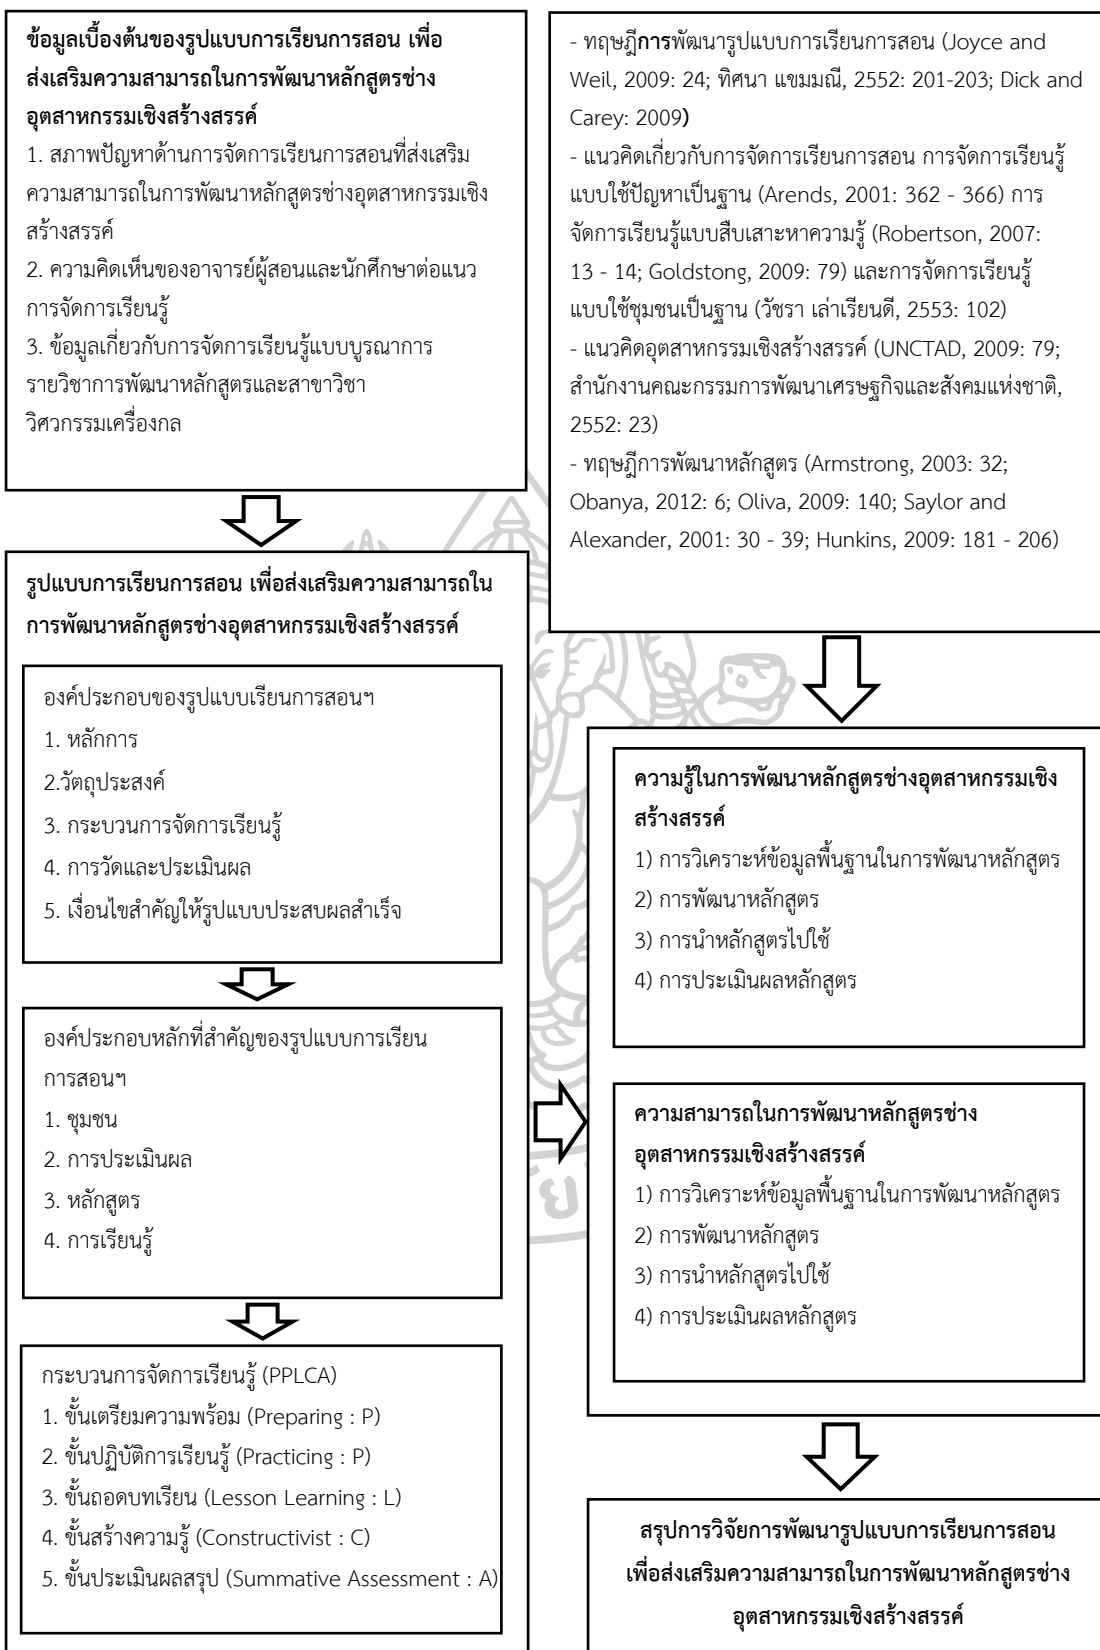 ข้อมูลเบื้องต้นของรูปแบบการเรียนการสอน เพื่อ
ส่งเสริมความสามารถในการพัฒนาหลักสูตรช่าง
อุตสาหกรรมเชิงสร้างสรรค์
1. สภาพปัญหาด้านการจัดการเรียนการสอนที่ส่งเสริม
ความสามารถในการพัฒนาหลักสูตรช่างอุตสาหกรรมเชิง
สร้างสรรค์
2. ความคิดเห็นของอาจารย์ผู้สอนและนักศึกษาต่อแนว
การจัดการเรียนรู้
3. ข้อมูลเกี่ยวกับการจัดการเรียนรู้แบบบูรณาการ
รายวิชาการพัฒนาหลักสูตรและสาขาวิชา
วิศวกรรมเครื่องกล
- ทฤษฎีการพัฒนารูปแบบการเรียนการสอน (Joyce and
Weil, 2009: 24; ทิศนา แขมมณี, 2552: 201-203; Dick and
Carey: 2009)
- แนวคิดเกี่ยวกับการจัดการเรียนการสอน การจัดการเรียนรู้
แบบใช้ปัญหาเป็นฐาน (Arends, 2001: 362 - 366) การ
จัดการเรียนรู้แบบสืบเสาะหาความรู้ (Robertson, 2007:
13 - 14; Goldstong, 2009: 79) และการจัดการเรียนรู้
แบบใช้ชุมชนเป็นฐาน (วัชรา เล่าเรียนดี, 2553: 102)
- แนวคิดอุตสาหกรรมเชิงสร้างสรรค์ (UNCTAD, 2009: 79;
สำนักงานคณะกรรมการพัฒนาเศรษฐกิจและสังคมแห่งชาติ,
2552: 23)
- ทฤษฎีการพัฒนาหลักสูตร (Armstrong, 2003: 32;
Obanya, 2012: 6; Oliva, 2009: 140; Saylor and
Alexander, 2001: 30 - 39; Hunkins, 2009: 181 - 206)
รูปแบบการเรียนการสอน เพื่อส่งเสริมความสามารถใน
การพัฒนาหลักสูตรช่างอุตสาหกรรมเชิงสร้างสรรค์
องค์ประกอบของรูปแบบเรียนการสอนฯ
1. หลักการ
2.วัตถุประสงค์
3. กระบวนการจัดการเรียนรู้
4. การวัดและประเมินผล
5. เงื่อนไขสำคัญให้รูปแบบประสบผลสำเร็จ
องค์ประกอบหลักที่สำคัญของรูปแบบการเรียน
การสอนฯ
1. ชุมชน
2. การประเมินผล
3. หลักสูตร
4. การเรียนรู้
กระบวนการจัดการเรียนรู้ (PPLCA)
1. ขั้นเตรียมความพร้อม (Preparing : P)
2. ขั้นปฏิบัติการเรียนรู้ (Practicing : P)
3. ขั้นถอดบทเรียน (Lesson Learning : L)
4. ขั้นสร้างความรู้ (Constructivist : C)
5. ขั้นประเมินผลสรุป (Summative Assessment : A)
ความรู้ในการพัฒนาหลักสูตรช่างอุตสาหกรรมเชิง
สร้างสรรค์
1) การวิเคราะห์ข้อมูลพื้นฐานในการพัฒนาหลักสูตร
2) การพัฒนาหลักสูตร
3) การนำหลักสูตรไปใช้
4) การประเมินผลหลักสูตร
ความสามารถในการพัฒนาหลักสูตรช่าง
อุตสาหกรรมเชิงสร้างสรรค์
1) การวิเคราะห์ข้อมูลพื้นฐานในการพัฒนาหลักสูตร
2) การพัฒนาหลักสูตร
3) การนำหลักสูตรไปใช้
4) การประเมินผลหลักสูตร
สรุปการวิจัยการพัฒนารูปแบบการเรียนการสอน
เพื่อส่งเสริมความสามารถในการพัฒนาหลักสูตรช่าง
อุตสาหกรรมเชิงสร้างสรรค์